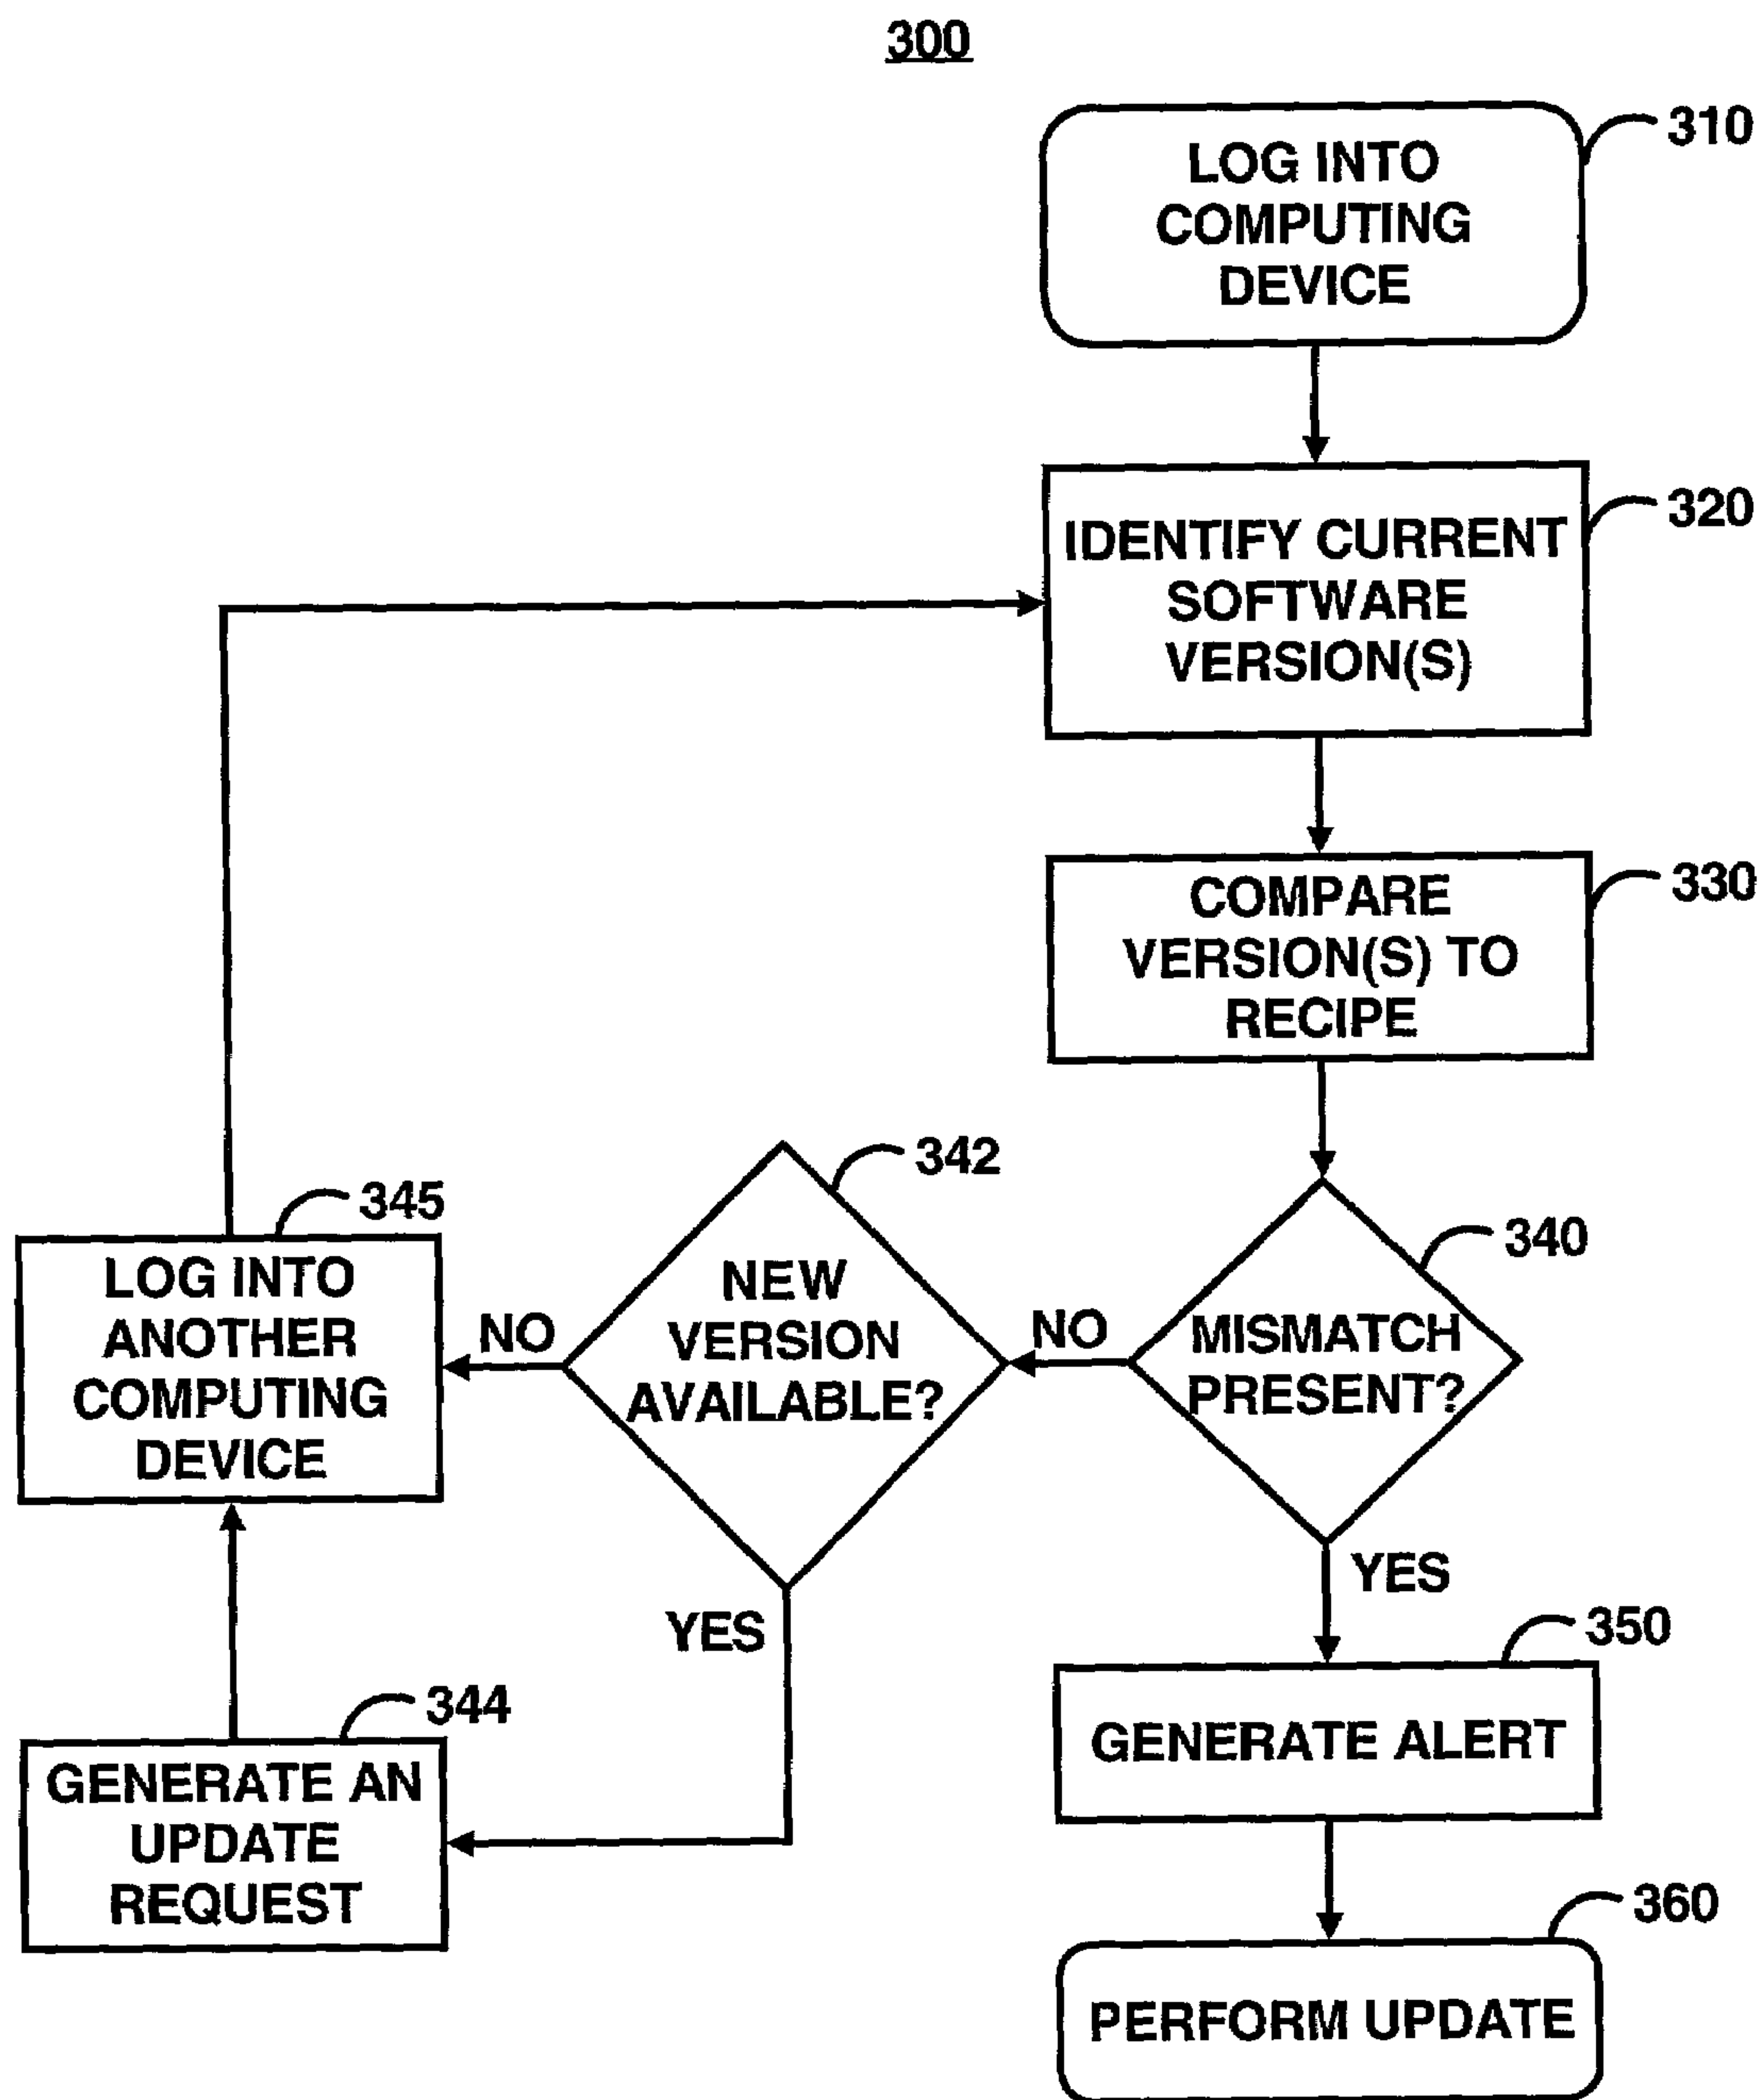 300
LOG INTO
COMPUTING
DEVICE
310
IDENTIFY CURRENT
SOFTWARE
VERSION(S)
320
COMPARE
VERSION(S) TO
RECIPE
330
MISMATCH
PRESENT?
340
NO
YES
NEW
VERSION
AVAILABLE?
342
NO
YES
LOG INTO
ANOTHER
COMPUTING
DEVICE
345
GENERATE AN
UPDATE
REQUEST
344
GENERATE ALERT
350
PERFORM UPDATE
360